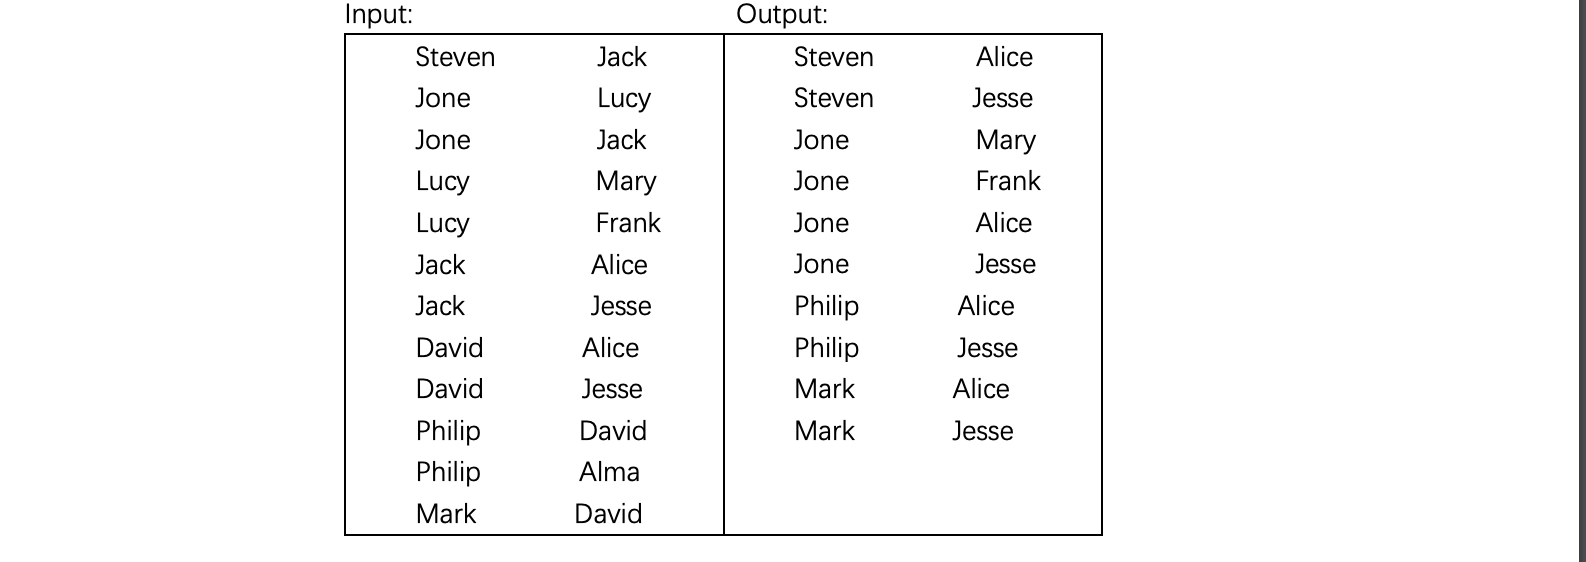 Input: Output:
Steven Jack Steven Alice
Jone Lucy Steven Jesse
Jone Jack Jone Mary
Lucy Mary Jone Frank
Lucy Frank Jone Alice
Jack Alice Jone Jesse
Jack Jesse Philip Alice
David Alice Philip Jesse
David Jesse Mark Alice
Philip David Mark Jesse
Philip Alma
Mark David